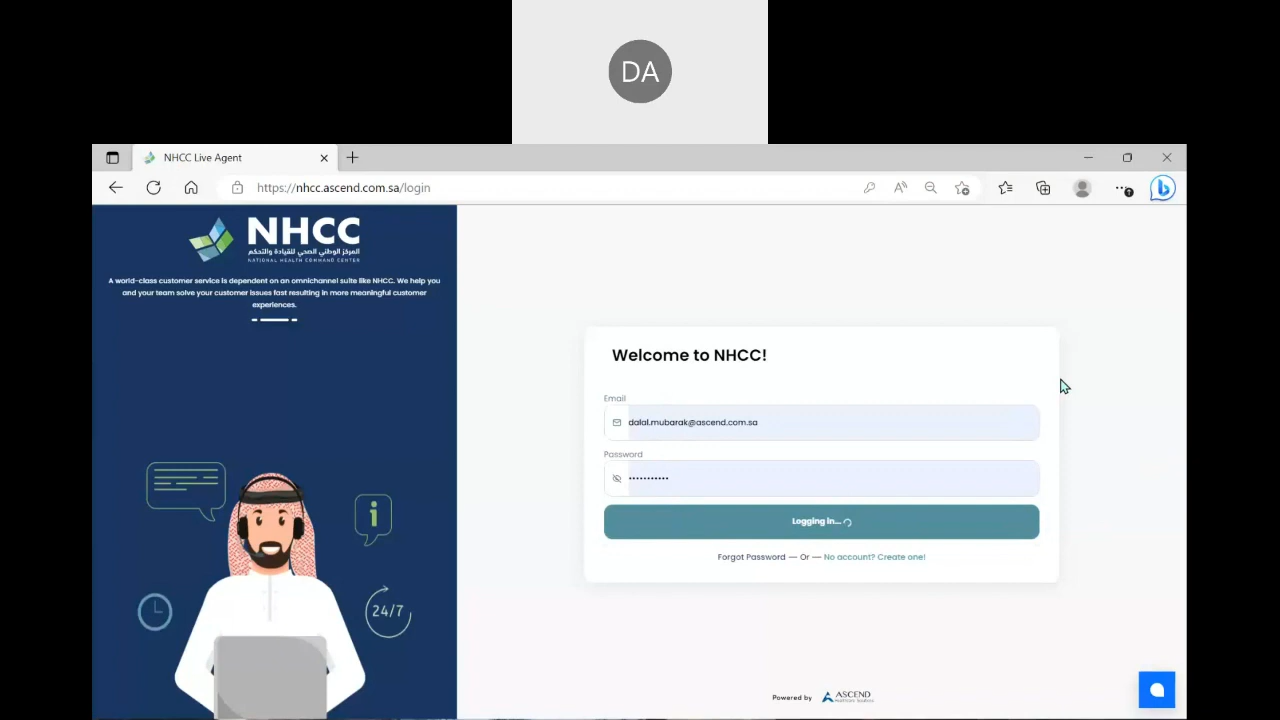 DA
NHCC Live Agent
https://nhcc.ascend.com.sa/login
NHCC
المركز الوطني الصحي للقيادة والتحكم
NATIONAL HEALTH COMMAND CENTER
A world-class customer service is dependent on an omnichannel suite like NHCC. We help you
and your team solve your customer issues fast resulting in more meaningful customer
experiences.
24/7
Welcome to NHCC!
Email
dalal.mubarak@ascend.com.sa
Password
•••••••••••
Logging in...
Forgot Password — Or — No account? Create one!
Powered by ASCEND